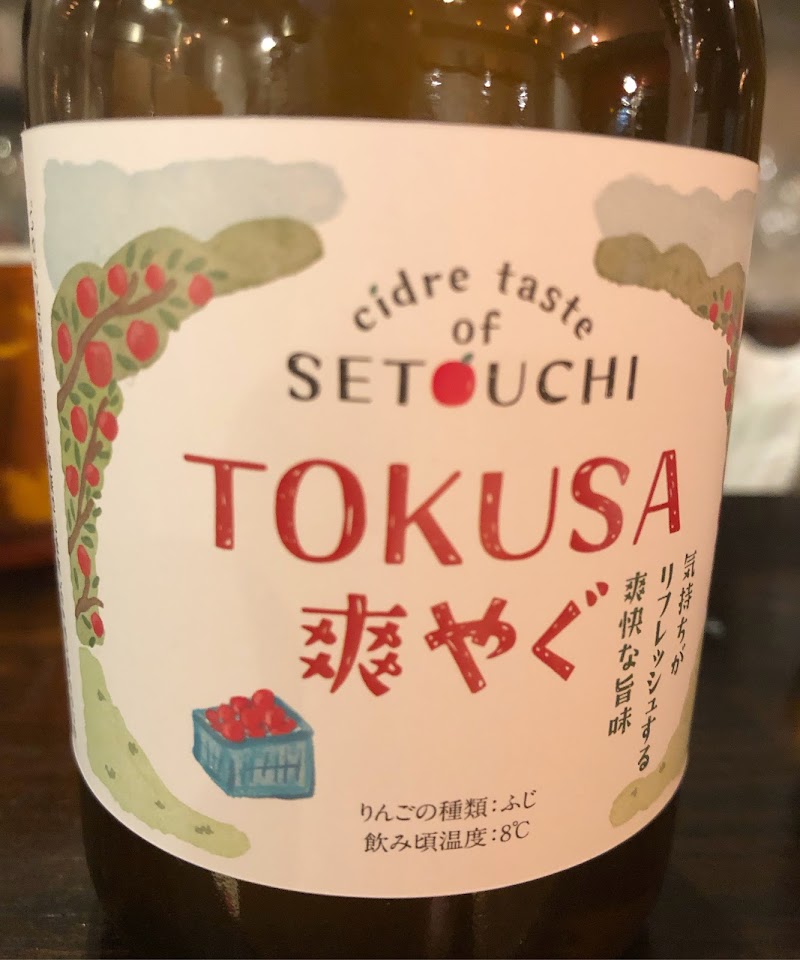 cidre taste
of
SETOUCHI
TOKUSA
爽やぐ
気持ちが
リフレッシュする
爽快な旨味
りんごの種類:ふじ
飲み頃温度:8℃